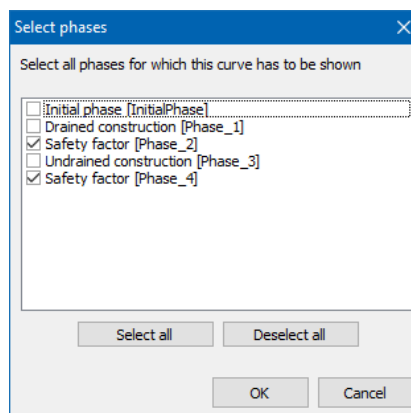 Select phases
Select all phases for which this curve has to be shown
Initial phase [InitialPhase]
Drained construction [Phase_1]
Safety factor [Phase_2]
Undrained construction [Phase_3]
Safety factor [Phase_4]
Select all
Deselect all
OK
Cancel